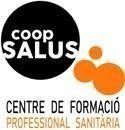 coop
SALUS
CENTRE DE FORMACIÓ
PROFESSIONAL SANITÀRIA